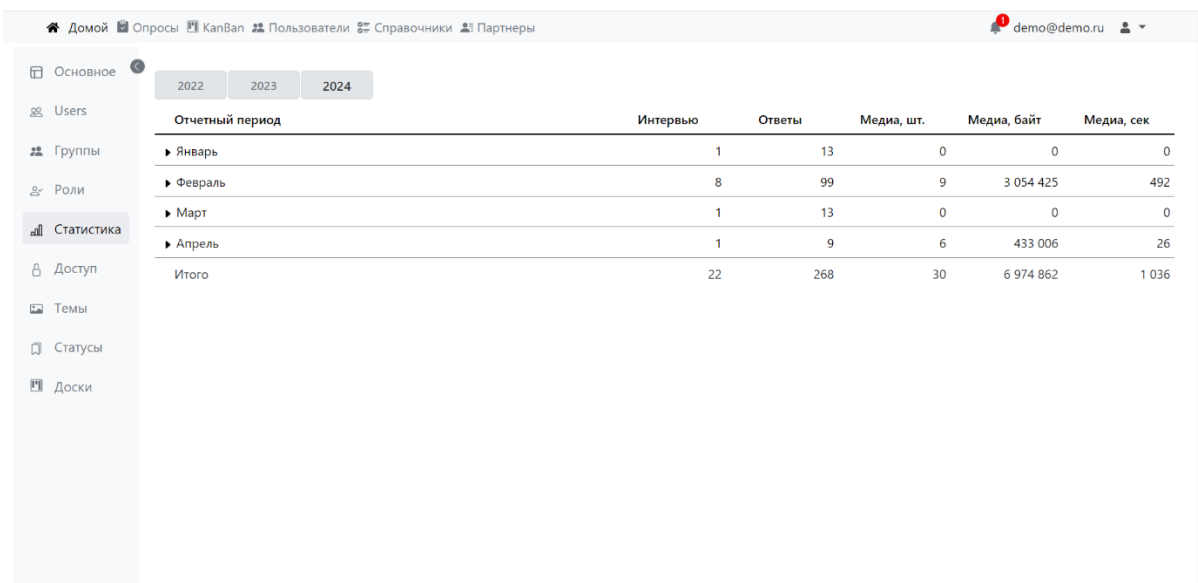 Домой Опросы KanBan Пользователи Справочники Партнеры 1 demo@demo.ru
Основное
Users
Группы
Роли
Статистика
Доступ
Темы
Статусы
Доски
2022 2023 2024
Отчетный период Интервью Ответы Медиа, шт. Медиа, байт Медиа, сек
Январь 1 13 0 0 0
Февраль 8 99 9 3 054 425 492
Март 1 13 0 0 0
Апрель 1 9 6 433 006 26
Итого 22 268 30 6 974 862 1 036